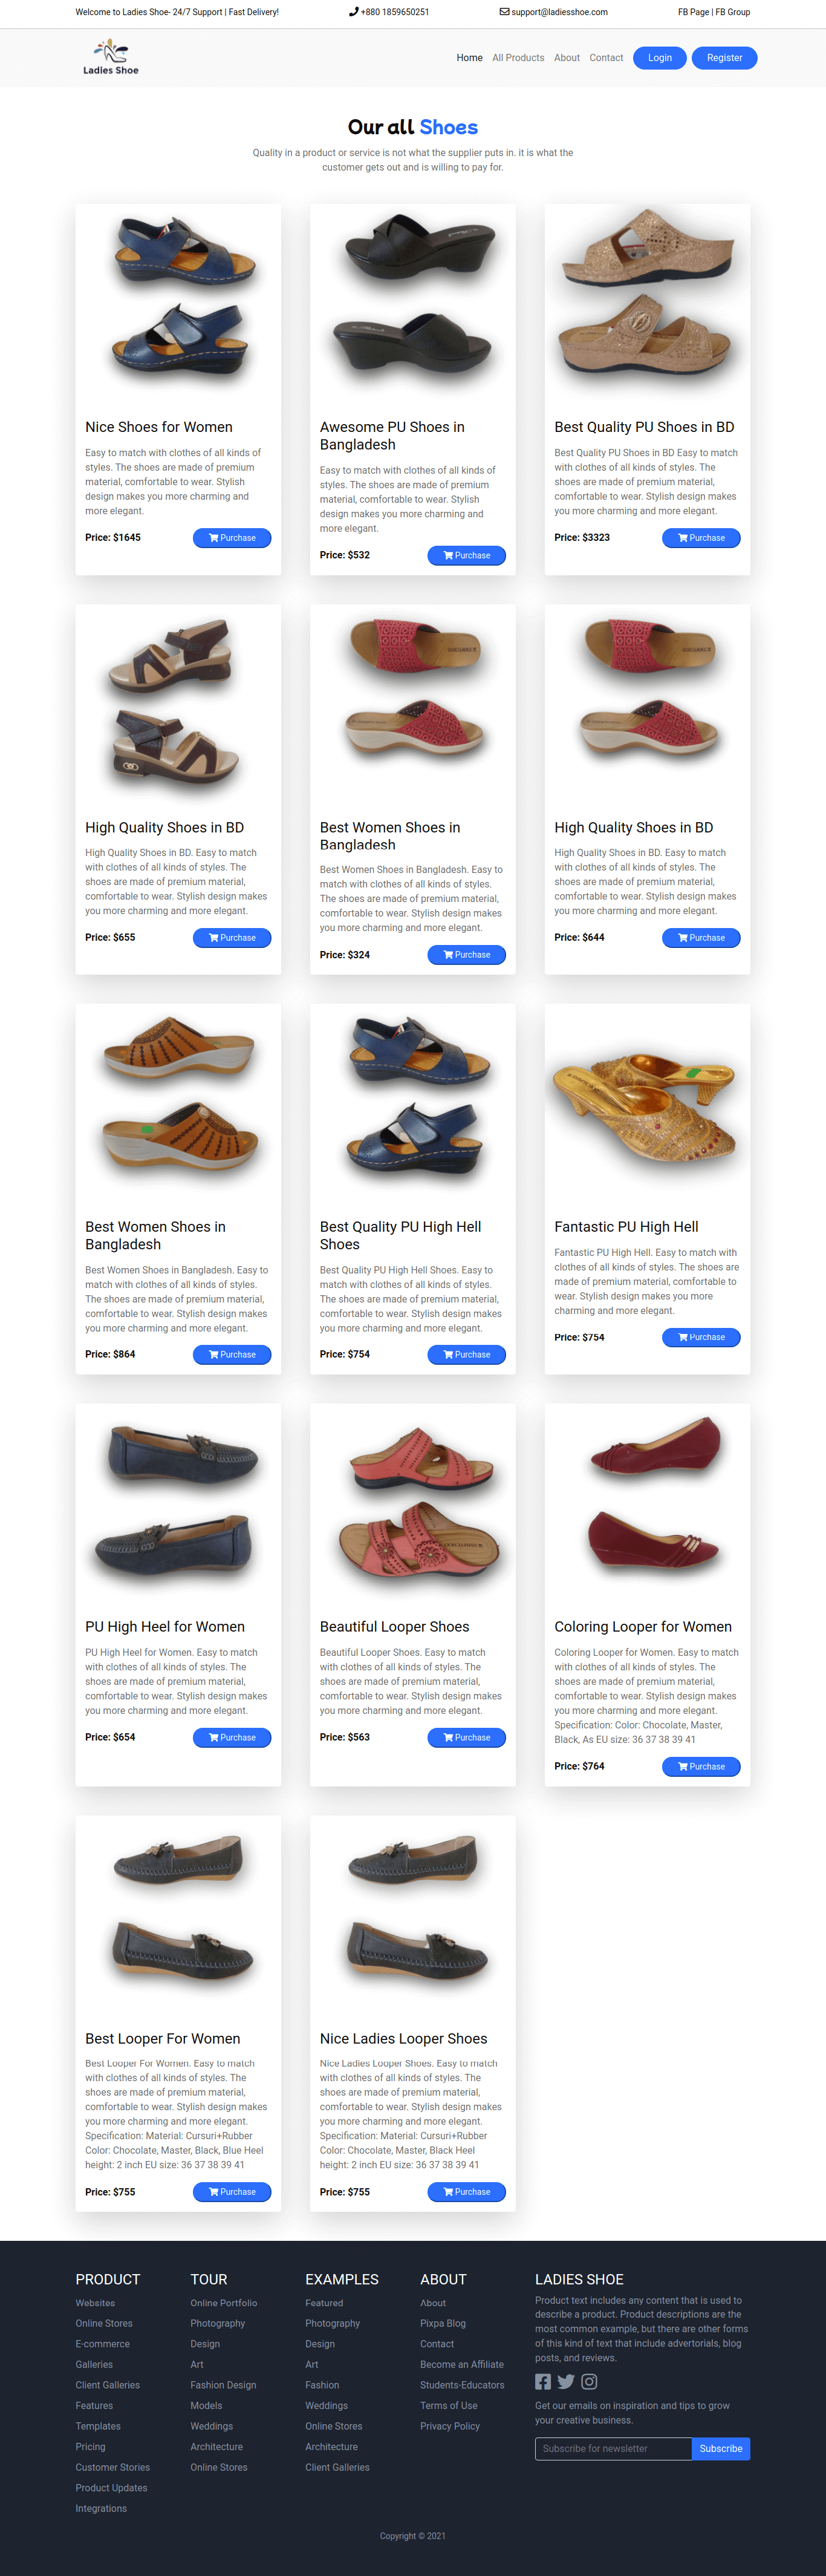 Welcome to Ladies Shoe- 24/7 Support | Fast Delivery!
+880 1859650251
support@ladiesshoe.com
FB Page | FB Group
Ladies Shoe
Home
All Products
About
Contact
Login
Register
Our all Shoes
Quality in a product or service is not what the supplier puts in. it is what the
customer gets out and is willing to pay for.
Nice Shoes for Women
Easy to match with clothes of all kinds of
styles. The shoes are made of premium
material, comfortable to wear. Stylish
design makes you more charming and
more elegant.
Price: $1645
Purchase
Awesome PU Shoes in
Bangladesh
Easy to match with clothes of all kinds of
styles. The shoes are made of premium
material, comfortable to wear. Stylish
design makes you more charming and
more elegant.
Price: $532
Purchase
Best Quality PU Shoes in BD
Best Quality PU Shoes in BD Easy to match
with clothes of all kinds of styles. The
shoes are made of premium material,
comfortable to wear. Stylish design makes
you more charming and more elegant.
Price: $3323
Purchase
High Quality Shoes in BD
High Quality Shoes in BD. Easy to match
with clothes of all kinds of styles. The
shoes are made of premium material,
comfortable to wear. Stylish design makes
you more charming and more elegant.
Price: $655
Purchase
Best Women Shoes in
Bangladesh
Best Women Shoes in Bangladesh. Easy to
match with clothes of all kinds of styles.
The shoes are made of premium material,
comfortable to wear. Stylish design makes
you more charming and more elegant.
Price: $324
Purchase
High Quality Shoes in BD
High Quality Shoes in BD. Easy to match
with clothes of all kinds of styles. The
shoes are made of premium material,
comfortable to wear. Stylish design makes
you more charming and more elegant.
Price: $644
Purchase
Best Women Shoes in
Bangladesh
Best Women Shoes in Bangladesh. Easy to
match with clothes of all kinds of styles.
The shoes are made of premium material,
comfortable to wear. Stylish design makes
you more charming and more elegant.
Price: $864
Purchase
Best Quality PU High Hell
Shoes
Best Quality PU High Hell Shoes. Easy to
match with clothes of all kinds of styles.
The shoes are made of premium material,
comfortable to wear. Stylish design makes
you more charming and more elegant.
Price: $754
Purchase
Fantastic PU High Hell
Fantastic PU High Hell. Easy to match with
clothes of all kinds of styles. The shoes are
made of premium material, comfortable to
wear. Stylish design makes you more
charming and more elegant.
Price: $754
Purchase
PU High Heel for Women
PU High Heel for Women. Easy to match
with clothes of all kinds of styles. The
shoes are made of premium material,
comfortable to wear. Stylish design makes
you more charming and more elegant.
Price: $654
Purchase
Beautiful Looper Shoes
Beautiful Looper Shoes. Easy to match
with clothes of all kinds of styles. The
shoes are made of premium material,
comfortable to wear. Stylish design makes
you more charming and more elegant.
Price: $563
Purchase
Coloring Looper for Women
Coloring Looper for Women. Easy to match
with clothes of all kinds of styles. The
shoes are made of premium material,
comfortable to wear. Stylish design makes
you more charming and more elegant.
Specification: Color: Chocolate, Master,
Black, As EU size: 36 37 38 39 41
Price: $764
Purchase
Best Looper For Women
Best Looper For Women. Easy to match
with clothes of all kinds of styles. The
shoes are made of premium material,
comfortable to wear. Stylish design makes
you more charming and more elegant.
Specification: Material: Cursuri+Rubber
Color: Chocolate, Master, Black, Blue Heel
height: 2 inch EU size: 36 37 38 39 41
Price: $755
Purchase
Nice Ladies Looper Shoes
Nice Ladies Looper Shoes. Easy to match
with clothes of all kinds of styles. The
shoes are made of premium material,
comfortable to wear. Stylish design makes
you more charming and more elegant.
Specification: Material: Cursuri+Rubber
Color: Chocolate, Master, Black Heel
height: 2 inch EU size: 36 37 38 39 41
Price: $755
Purchase
PRODUCT
Websites
Online Stores
E-commerce
Galleries
Client Galleries
Features
Templates
Pricing
Customer Stories
Product Updates
Integrations
TOUR
Online Portfolio
Photography
Design
Art
Fashion Design
Models
Weddings
Architecture
Online Stores
EXAMPLES
Featured
Photography
Design
Art
Fashion
Weddings
Online Stores
Architecture
Client Galleries
ABOUT
About
Pixpa Blog
Contact
Become an Affiliate
Students-Educators
Terms of Use
Privacy Policy
LADIES SHOE
Product text includes any content that is used to
describe a product. Product descriptions are the
most common example, but there are other forms
of this kind of text that include advertorials, blog
posts, and reviews.
Get our emails on inspiration and tips to grow
your creative business.
Subscribe for newsletter
Subscribe
Copyright © 2021